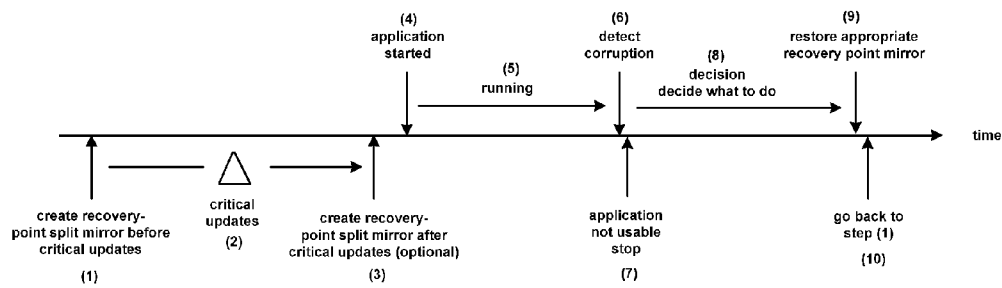 (4)
application
started
(5)
running
(6)
detect
corruption
(8)
decision
decide what to do
(9)
restore appropriate
recovery point mirror
time
create recovery-
point split mirror before
critical updates
(1)
critical
updates
(2)
create recovery-
point split mirror after
critical updates (optional)
(3)
application
not usable
stop
(7)
go back to
step (1)
(10)